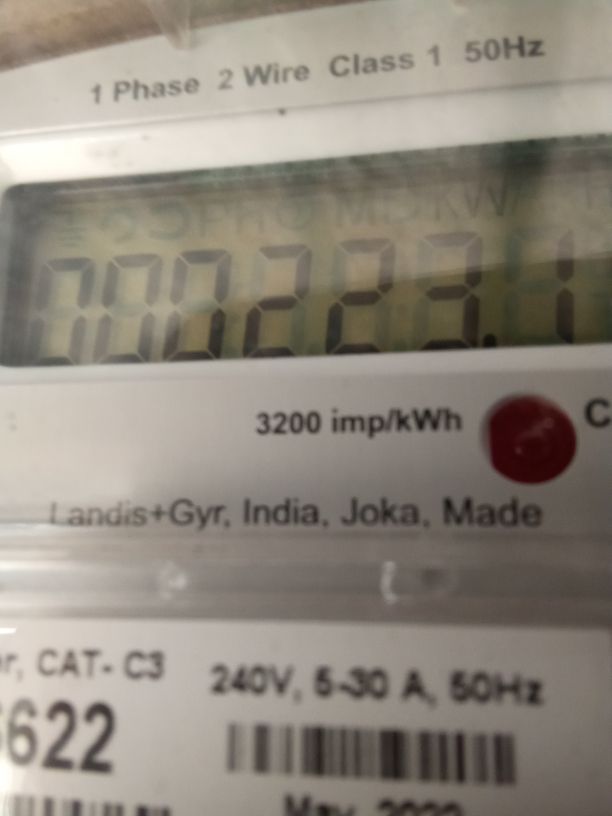 1 Phase 2 Wire Class 1 50Hz
000223.1
3200 imp/kWh
Landis+Gyr, India, Joka, Made
CAT- C3
240V, 5-30 A, 50Hz
622